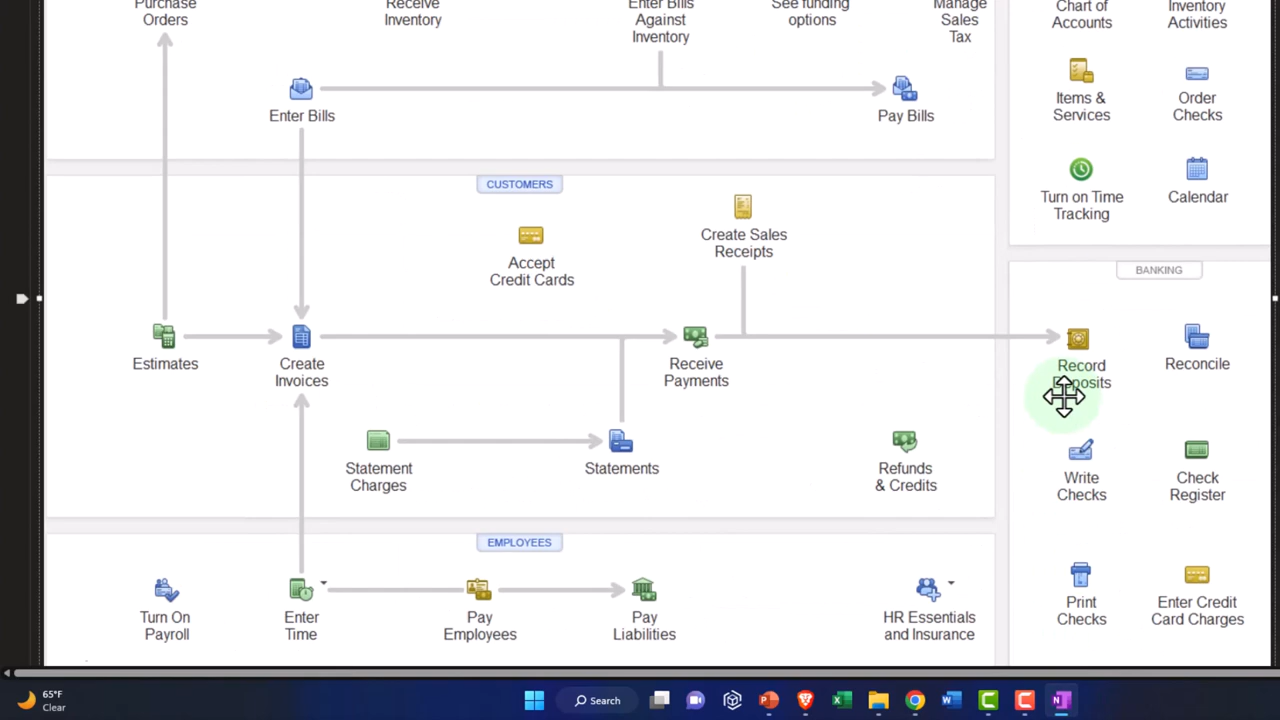 Purchase
Orders
Receive
Inventory
Enter Bills
Against
Inventory
See funding
options
Manage
Sales
Tax
Chart of
Accounts
Inventory
Activities
Enter Bills
Pay Bills
Items &
Services
Order
Checks
Turn on Time
Tracking
Calendar
CUSTOMERS
Accept
Credit Cards
Create Sales
Receipts
Estimates
Create
Invoices
Receive
Payments
Statement
Charges
Statements
Refunds
& Credits
BANKING
Record
Deposits
Reconcile
Write
Checks
Check
Register
Print
Checks
Enter Credit
Card Charges
EMPLOYEES
Turn On
Payroll
Enter
Time
Pay
Employees
Pay
Liabilities
HR Essentials
and Insurance
65°F
Clear
Search